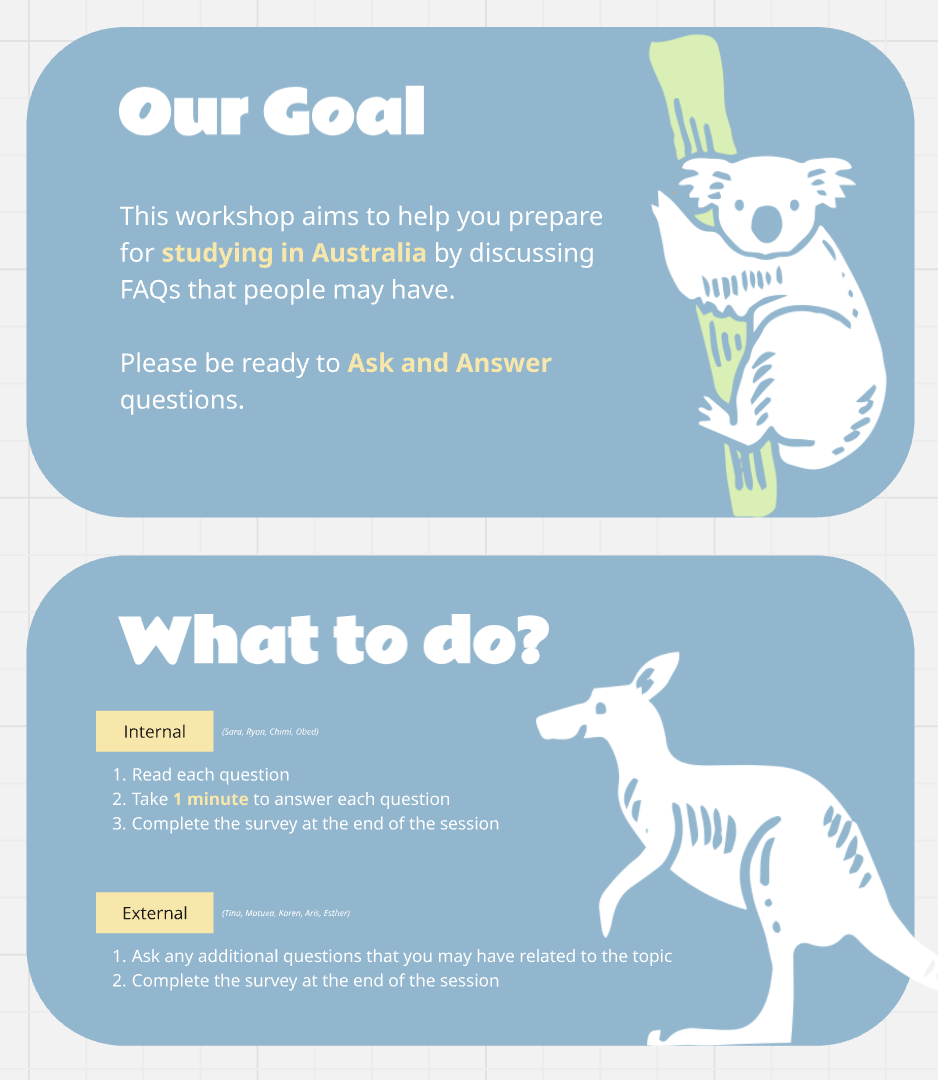 Our Goal
This workshop aims to help you prepare
for studying in Australia by discussing
FAQs that people may have.
Please be ready to Ask and Answer
questions.
What to do?
Internal (Sara, Ryan, Chimi, Obed)
1. Read each question
2. Take 1 minute to answer each question
3. Complete the survey at the end of the session
External (Tina, Matuxa, Karen, Aris, Esther)
1. Ask any additional questions that you may have related to the topic
2. Complete the survey at the end of the session